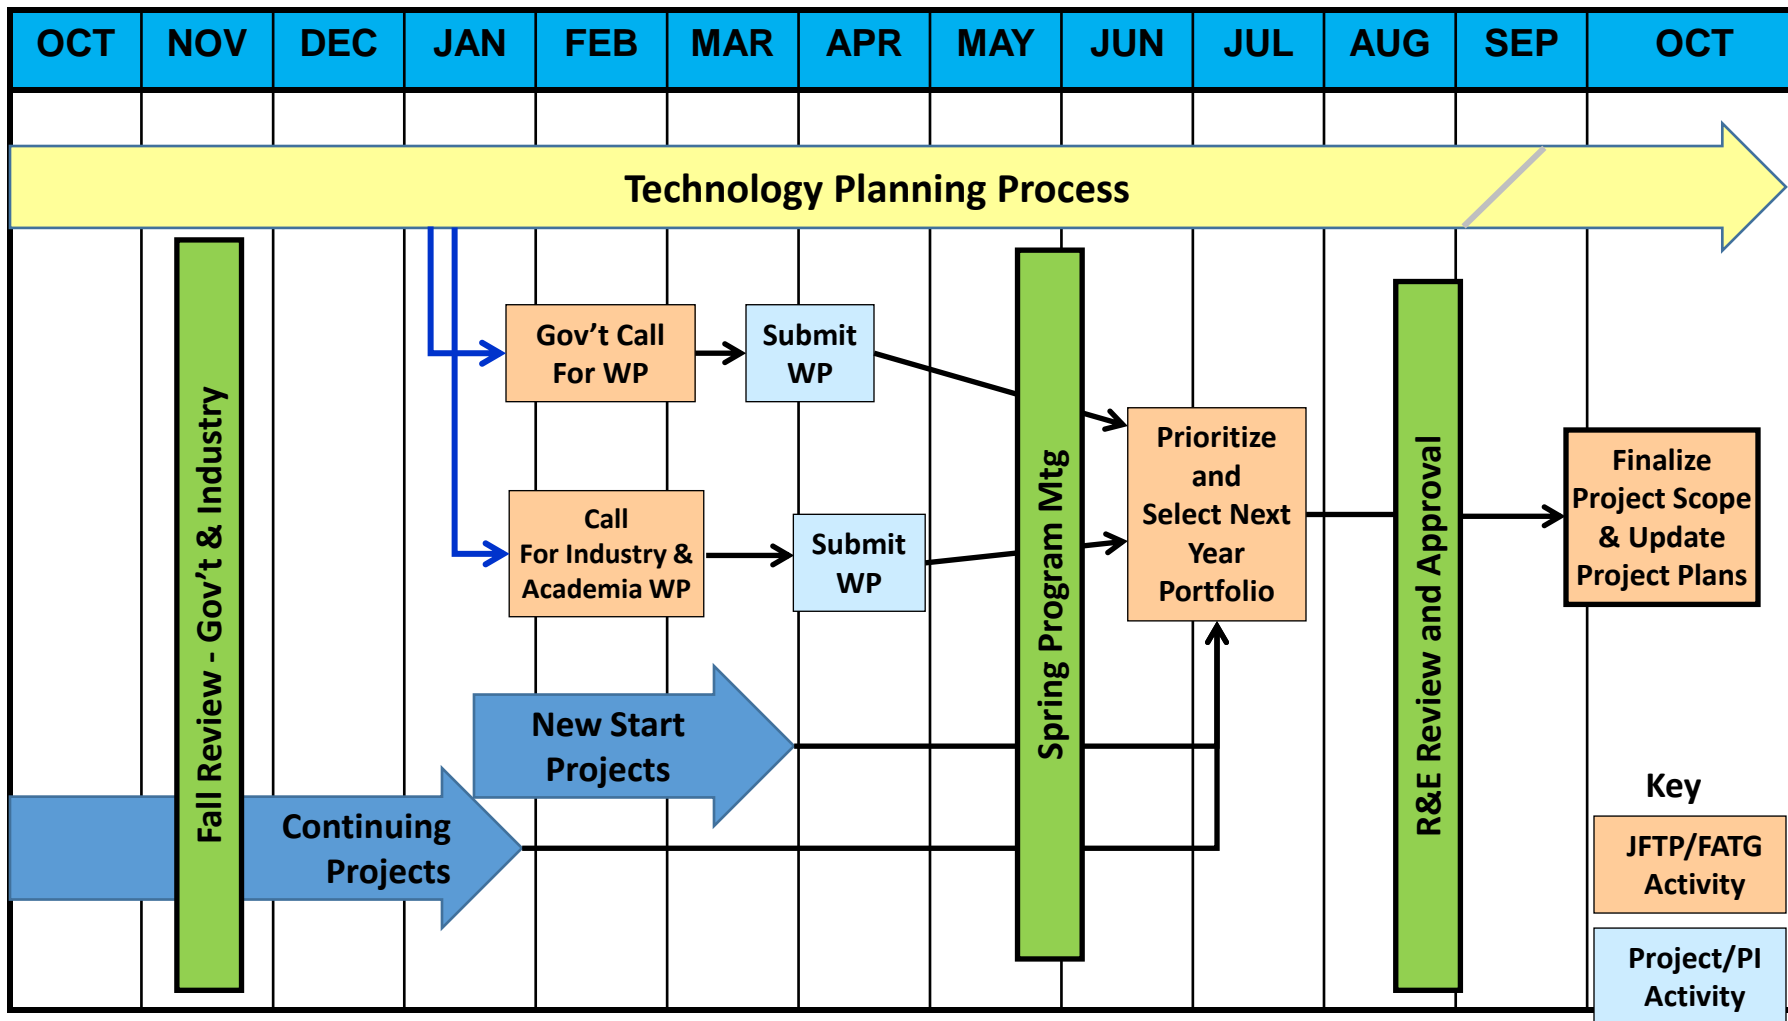 OCT NOV DEC JAN FEB MAR APR MAY JUN JUL AUG SEP OCT
Technology Planning Process
Fall Review - Gov't & Industry
Gov't Call
For WP
Submit
WP
Call
For Industry &
Academia WP
Submit
WP
New Start
Projects
Continuing
Projects
Spring Program Mtg
Prioritize
and
Select Next
Year
Portfolio
R&E Review and Approval
Finalize
Project Scope
& Update
Project Plans
Key
JFTP/FATG
Activity
Project/PI
Activity